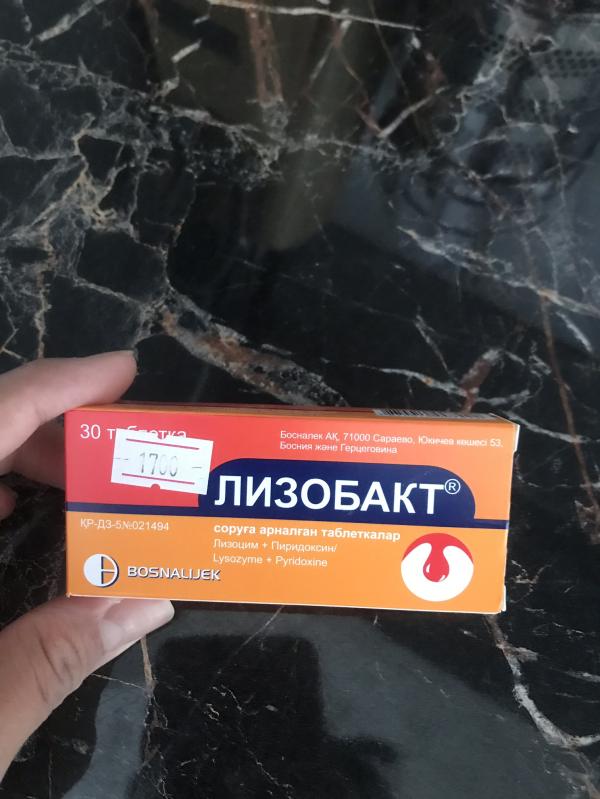 30 таблетка
Босналек АҚ, 71000 Сараево, Юкичев көшесі 53,
Босния және Герцеговина
1700
ЛИЗОБАКТ®
ҚР-ДЗ-5№021494
соруға арналған таблеткалар
Лизоцим + Пиридоксин/
Lysozyme + Pyridoxine
BOSNALIJEK